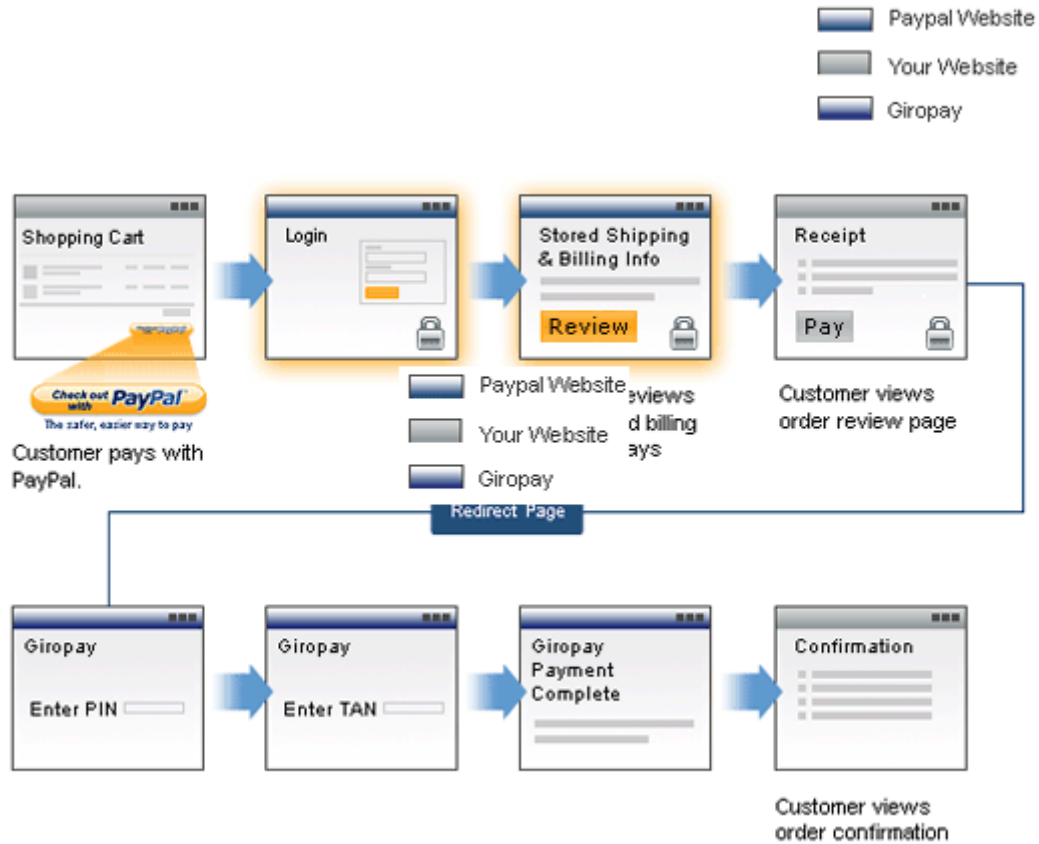 Paypal Website
Your Website
Giropay
Shopping Cart
Login
Stored Shipping
& Billing Info
Review
Receipt
Pay
Check out
with PayPal
The safer, easier way to pay
Customer pays with
PayPal.
Paypal Website
Your Website
Giropay
eviews
d billing
ays
Customer views
order review page
Redirect Page
Giropay
Enter PIN
Giropay
Enter TAN
Giropay
Payment
Complete
Confirmation
Customer views
order confirmation